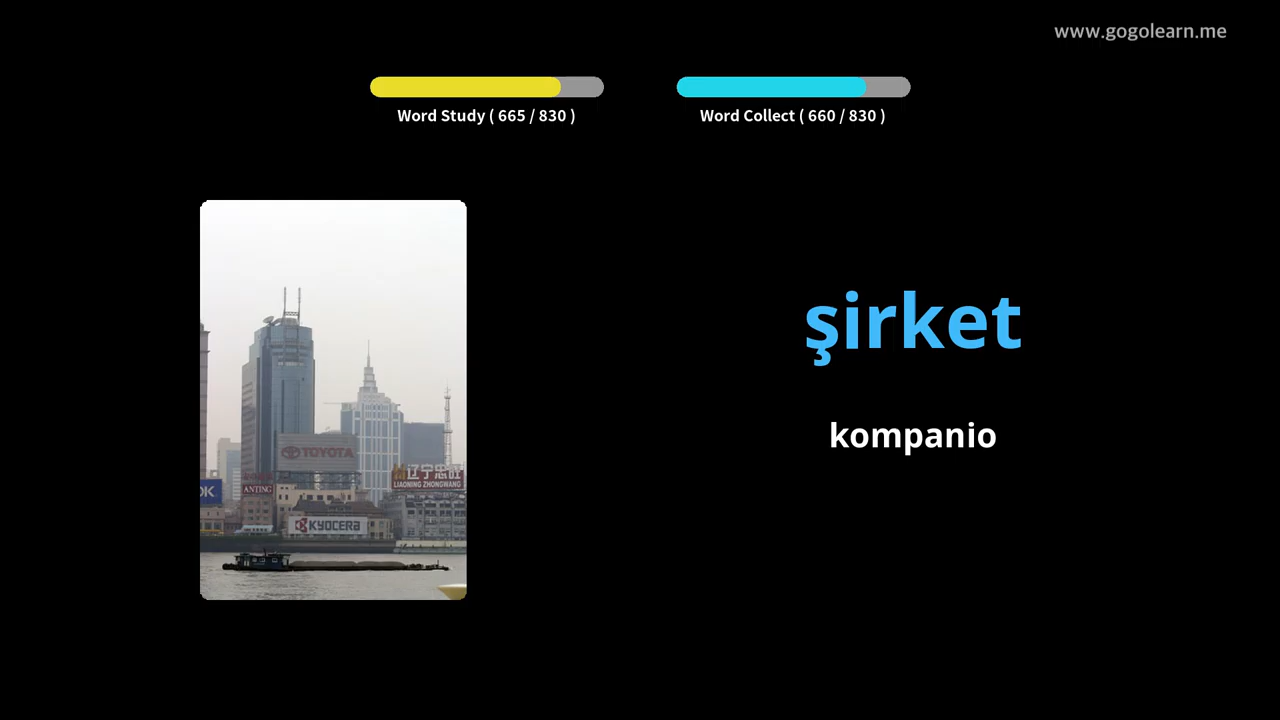 www.gogolearn.me
Word Study ( 665 / 830 )
Word Collect ( 660 / 830 )
şirket
kompanio
TOYOTA
辽宁忠旺
LIAONING ZHONGWANG
OK
ANTING
KYOCERA